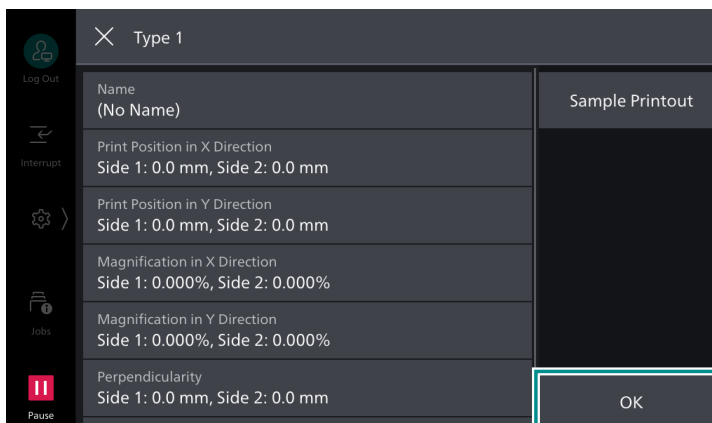 Type 1
Log Out
Interrupt
Jobs
Pause
Name
(No Name)
Print Position in X Direction
Side 1: 0.0 mm, Side 2: 0.0 mm
Print Position in Y Direction
Side 1: 0.0 mm, Side 2: 0.0 mm
Magnification in X Direction
Side 1: 0.000%, Side 2: 0.000%
Magnification in Y Direction
Side 1: 0.000%, Side 2: 0.000%
Perpendicularity
Side 1: 0.0 mm, Side 2: 0.0 mm
Sample Printout
OK